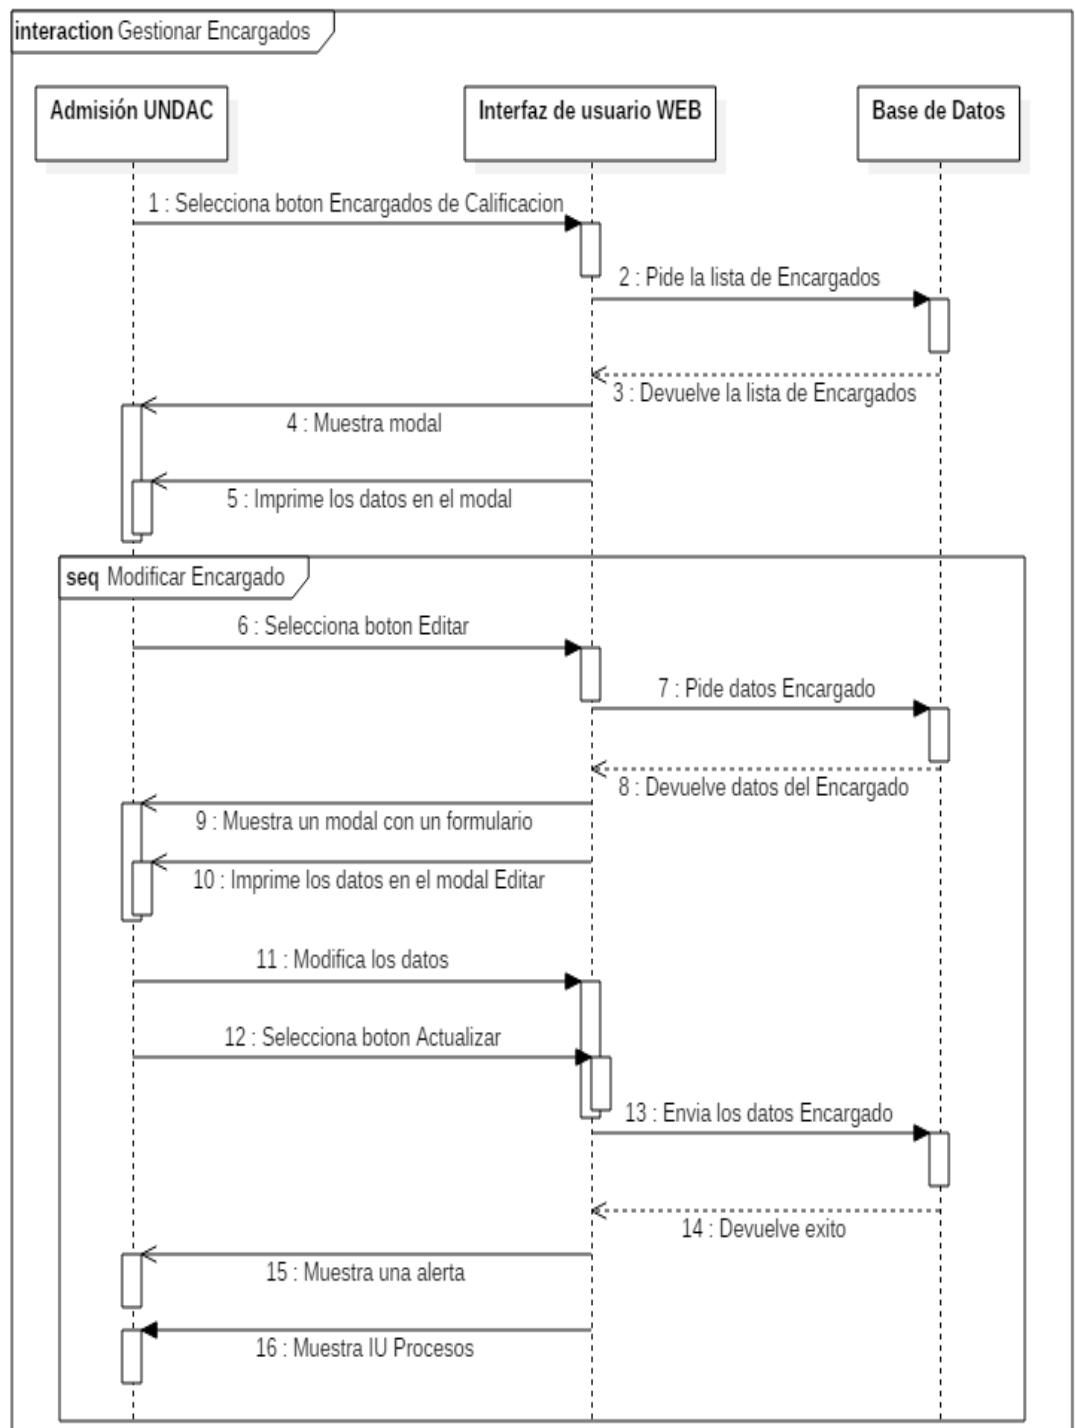 interaction Gestionar Encargados
Admisión UNDAC
Interfaz de usuario WEB
Base de Datos
1 : Selecciona boton Encargados de Calificacion
2 : Pide la lista de Encargados
3 : Devuelve la lista de Encargados
4 : Muestra modal
5 : Imprime los datos en el modal
seq Modificar Encargado
6 : Selecciona boton Editar
7 : Pide datos Encargado
8 : Devuelve datos del Encargado
9 : Muestra un modal con un formulario
10 : Imprime los datos en el modal Editar
11 : Modifica los datos
12 : Selecciona boton Actualizar
13 : Envia los datos Encargado
14 : Devuelve exito
15 : Muestra una alerta
16 : Muestra IU Procesos